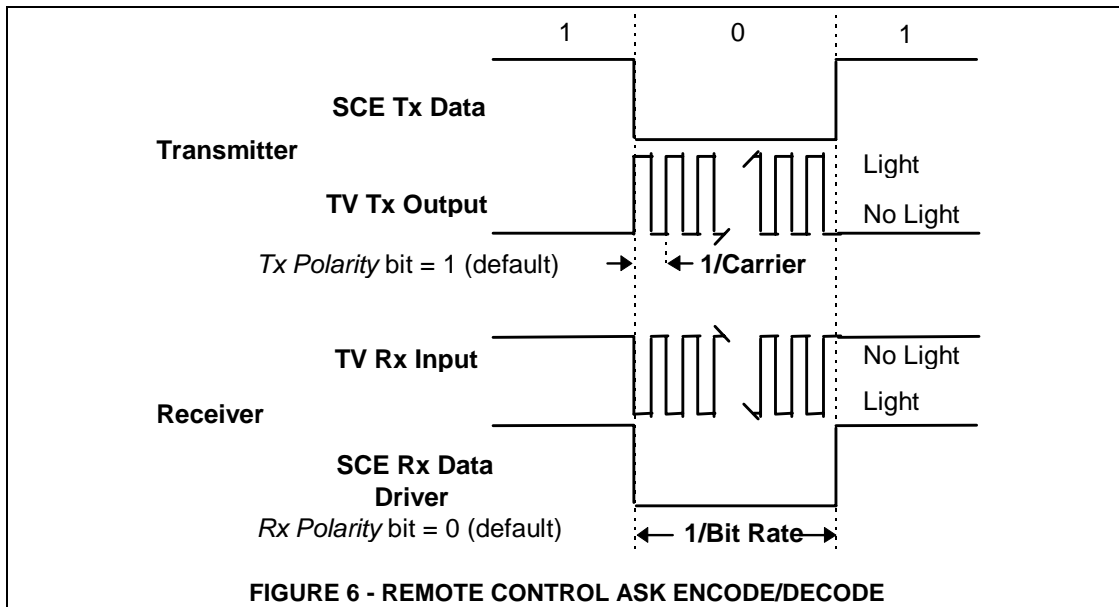 1 0 1
SCE Tx Data
Transmitter
Light
TV Tx Output
No Light
Tx Polarity bit = 1 (default)
1/Carrier
TV Rx Input
No Light
Light
Receiver
SCE Rx Data
Driver
Rx Polarity bit = 0 (default)
1/Bit Rate
FIGURE 6 - REMOTE CONTROL ASK ENCODE/DECODE